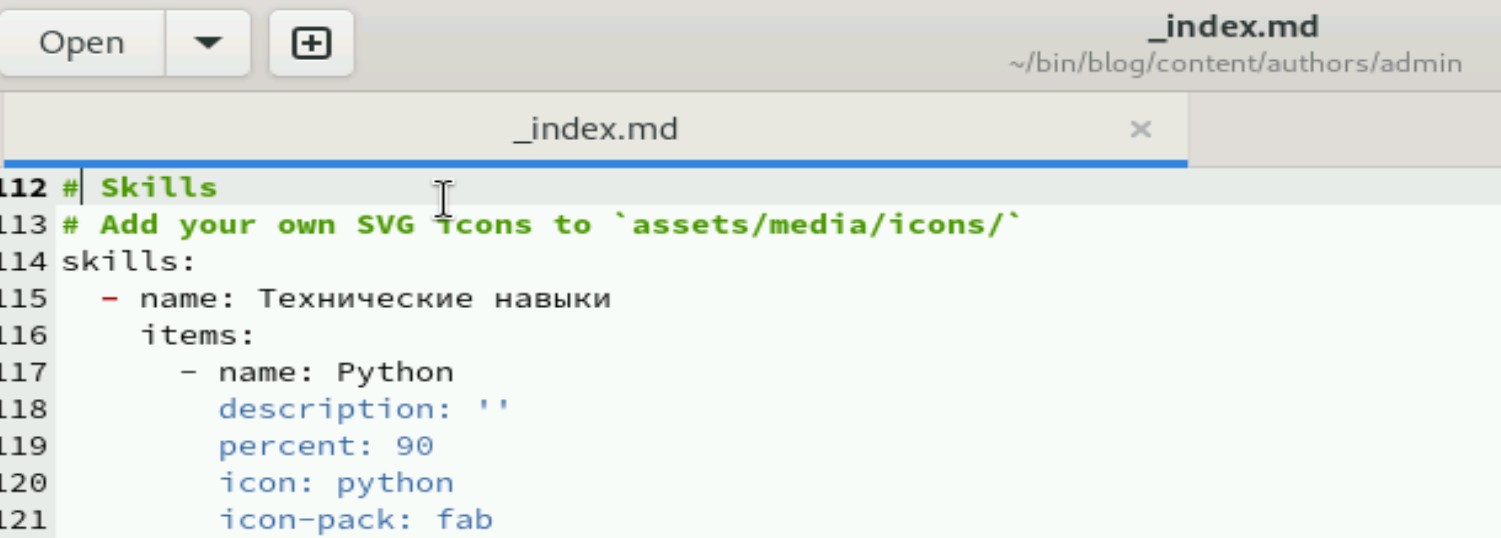 Open
_index.md
~/bin/blog/content/authors/admin
_index.md ×
112 # Skills
113 # Add your own SVG icons to `assets/media/icons/`
114 skills:
115   - name: Технические навыки
116     items:
117       - name: Python
118         description: ''
119         percent: 90
120         icon: python
121         icon-pack: fab